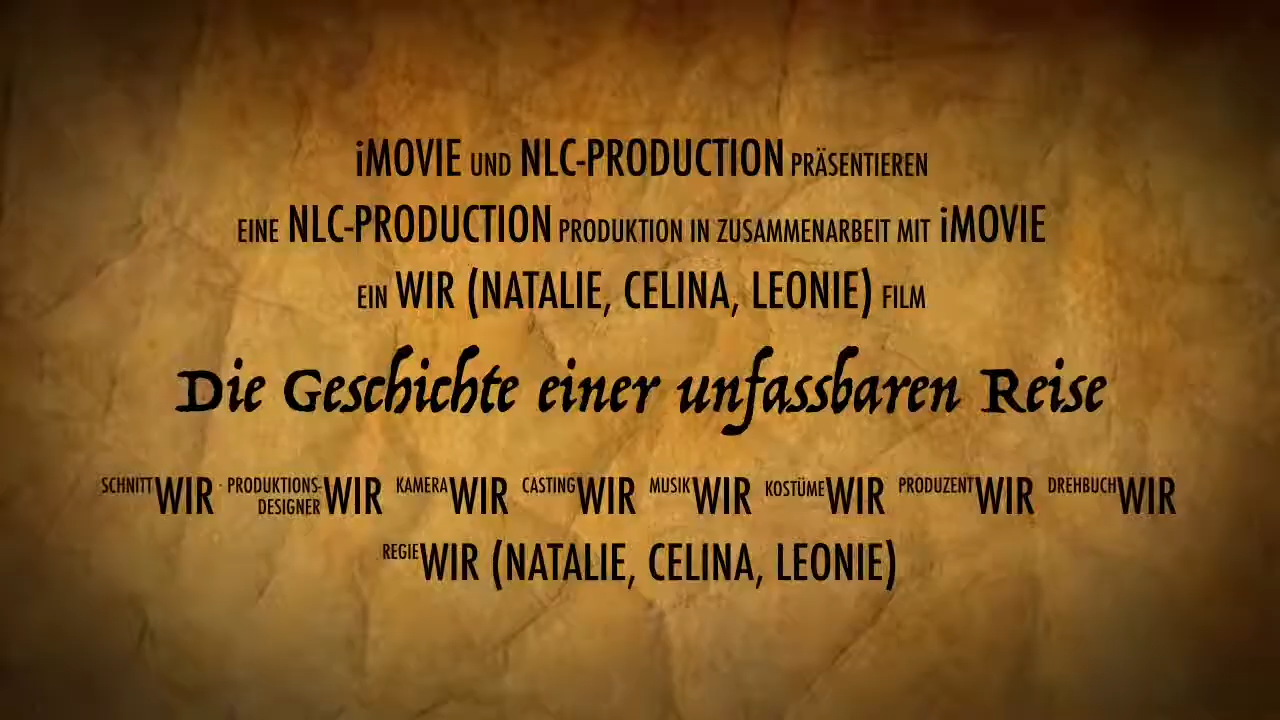 iMOVIE UND NLC-PRODUCTION PRÄSENTIEREN
EINE NLC-PRODUCTION PRODUKTION IN ZUSAMMENARBEIT MIT iMOVIE
EIN WIR (NATALIE, CELINA, LEONIE) FILM
Die Geschichte einer unfassbaren Reise
SCHNITT WIR · PRODUKTIONS-DESIGNER WIR KAMERA WIR CASTING WIR MUSIK WIR KOSTÜME WIR PRODUZENT WIR DREHBUCH WIR
REGIE WIR (NATALIE, CELINA, LEONIE)